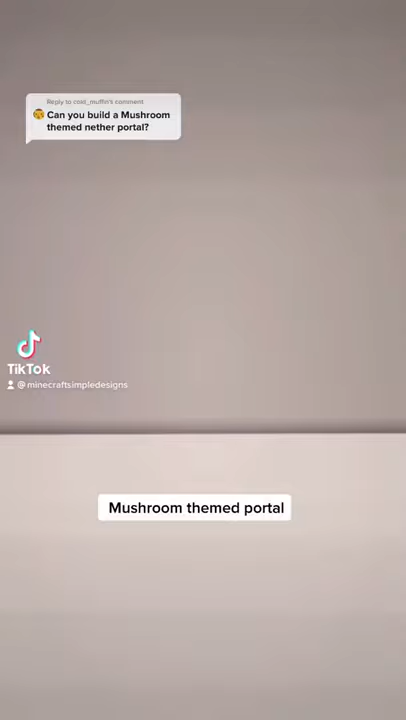 Reply to cool_muffin's comment
Can you build a Mushroom
themed nether portal?
TikTok
@minecraftsimpledesigns
Mushroom themed portal